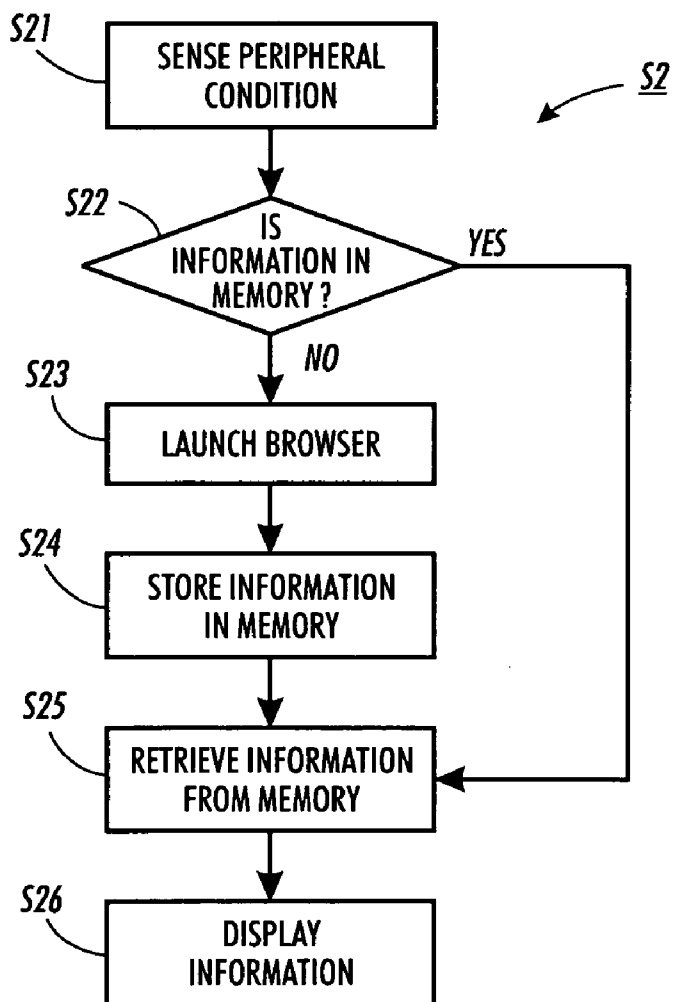 S21
SENSE PERIPHERAL
CONDITION
S2
S22
IS
INFORMATION IN
MEMORY ?
YES
NO
S23
LAUNCH BROWSER
S24
STORE INFORMATION
IN MEMORY
S25
RETRIEVE INFORMATION
FROM MEMORY
S26
DISPLAY
INFORMATION